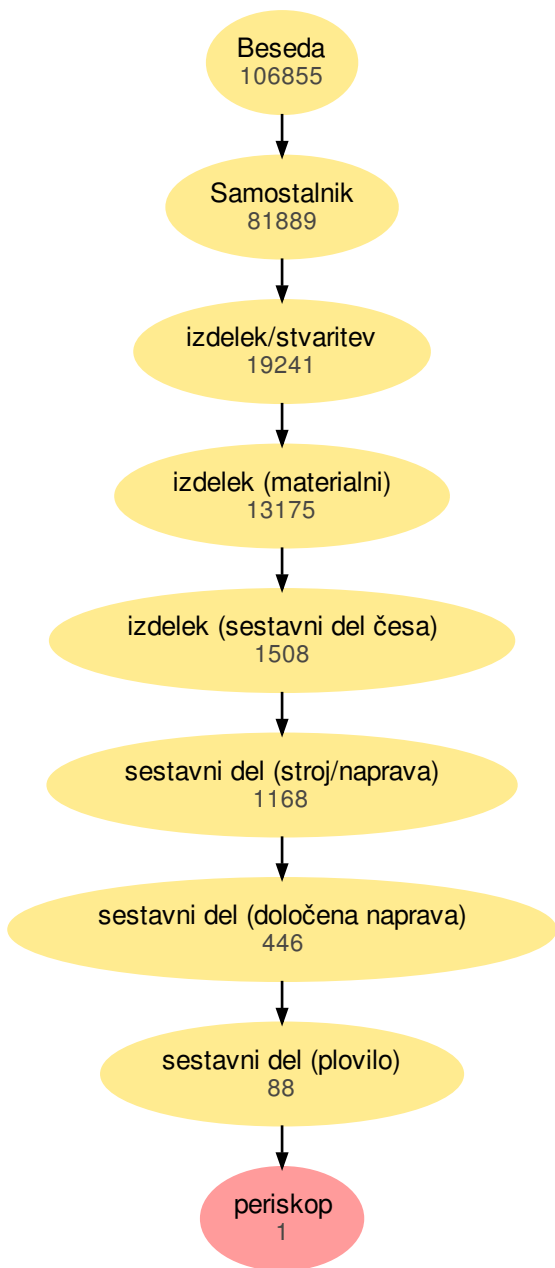 Beseda
106855
Samostalnik
81889
izdelek/stvaritev
19241
izdelek (materialni)
13175
izdelek (sestavni del česa)
1508
sestavni del (stroj/naprava)
1168
sestavni del (določena naprava)
446
sestavni del (plovilo)
88
periskop
1